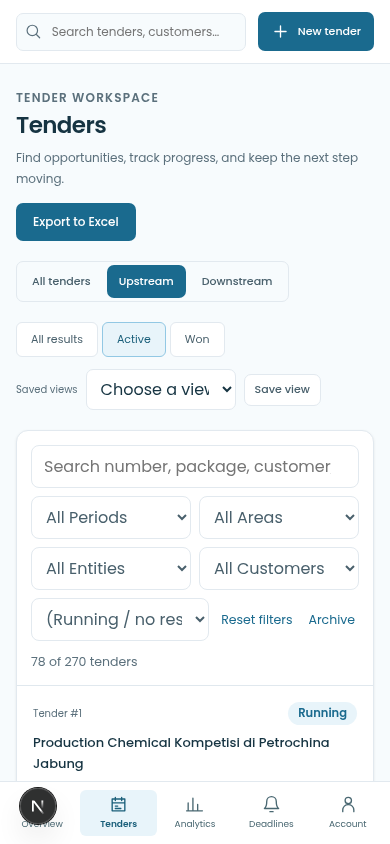 Search tenders, customers...
New tender
TENDER WORKSPACE
Tenders
Find opportunities, track progress, and keep the next step
moving.
Export to Excel
All tenders Upstream Downstream
All results Active Won
Saved views Choose a view Save view
Search number, package, customer
All Periods All Areas
All Entities All Customers
(Running / no res Reset filters Archive
78 of 270 tenders
Tender #1 Running
Production Chemical Kompetisi di Petrochina
Jabung
N
Overview Tenders Analytics Deadlines Account